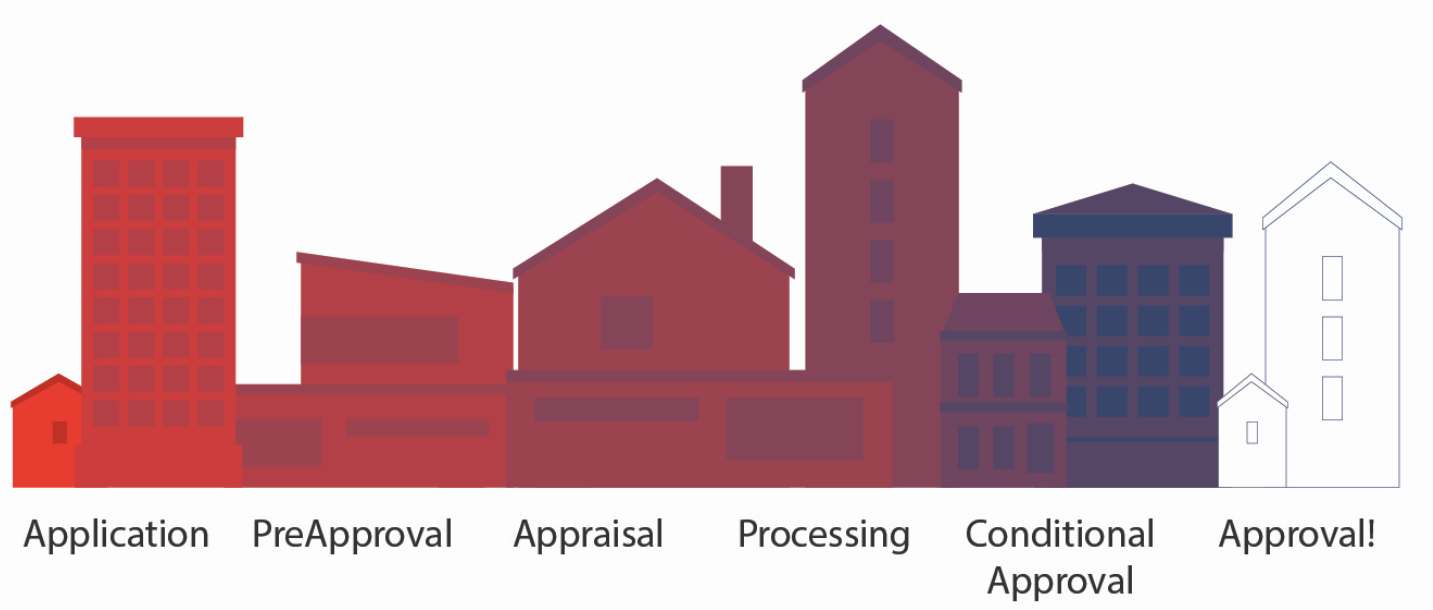 Application
PreApproval
Appraisal
Processing
Conditional
Approval
Approval!